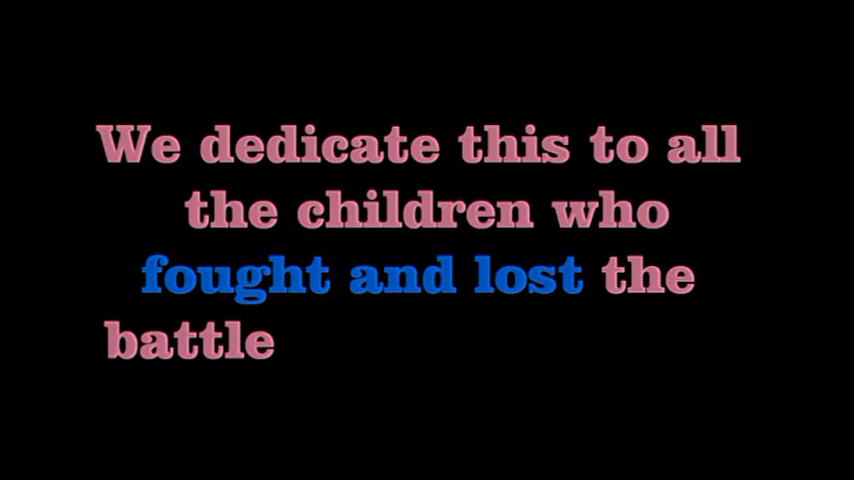 We dedicate this to all
the children who
fought and lost the
battle